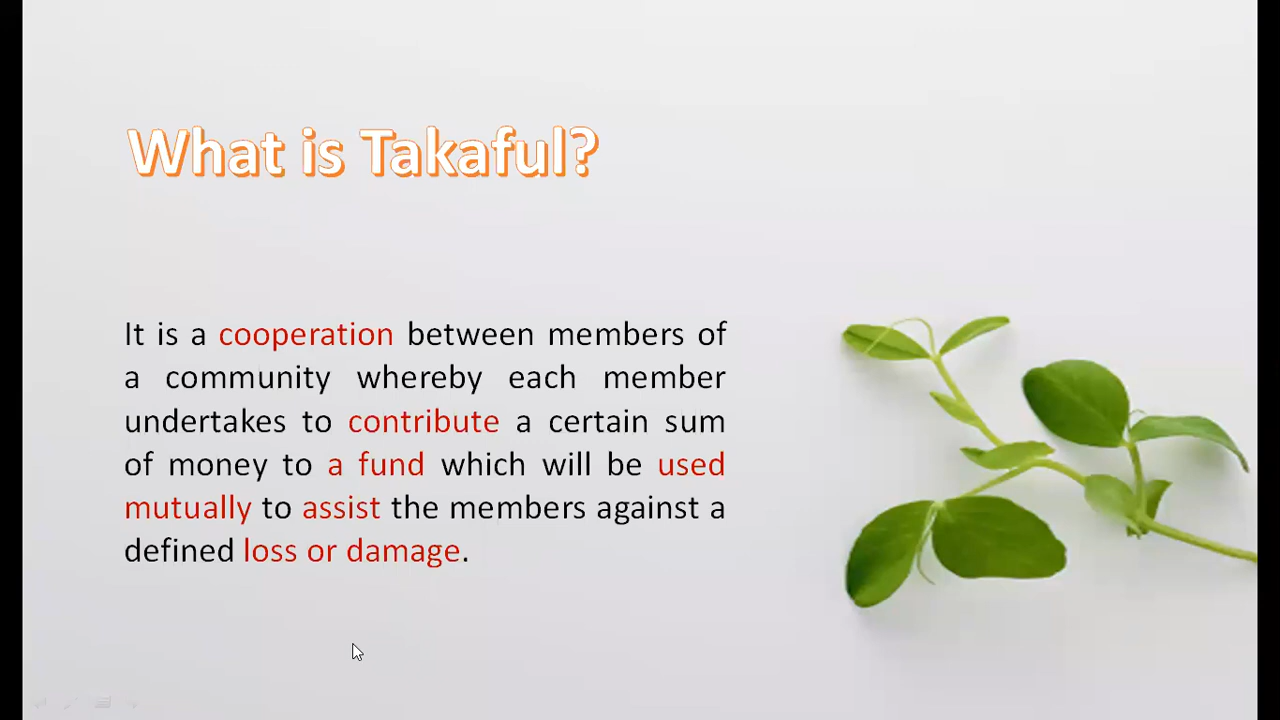 What is Takaful?
It is a cooperation between members of
a community whereby each member
undertakes to contribute a certain sum
of money to a fund which will be used
mutually to assist the members against a
defined loss or damage.